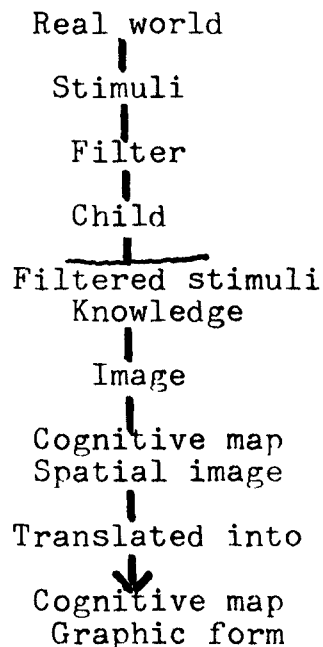 Real world
Stimuli
Filter
Child
Filtered stimuli
Knowledge
Image
Cognitive map
Spatial image
Translated into
Cognitive map
Graphic form